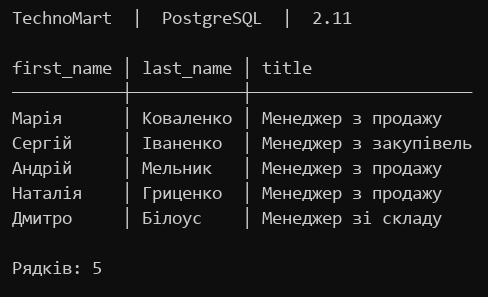 TechnoMart │ PostgreSQL │ 2.11
first_name │ last_name │ title
Марія │ Коваленко │ Менеджер з продажу
Сергій │ Іваненко │ Менеджер з закупівель
Андрій │ Мельник │ Менеджер з продажу
Наталія │ Гриценко │ Менеджер з продажу
Дмитро │ Білоус │ Менеджер зі складу
Рядків: 5